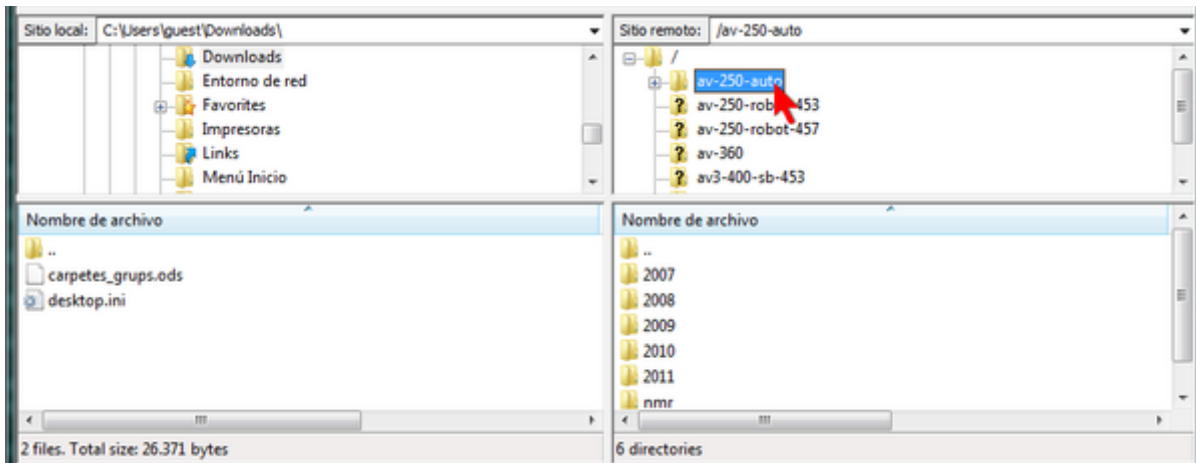 Sitio local: C:\Users\guest\Downloads\
Downloads
Entorno de red
Favorites
Impresoras
Links
Menú Inicio
Nombre de archivo
..
carpetes_grups.ods
desktop.ini
2 files. Total size: 26.371 bytes
Sitio remoto: /av-250-auto
/
av-250-auto
av-250-robot-453
av-250-robot-457
av-360
av3-400-sb-453
Nombre de archivo
..
2007
2008
2009
2010
2011
nmr
6 directories